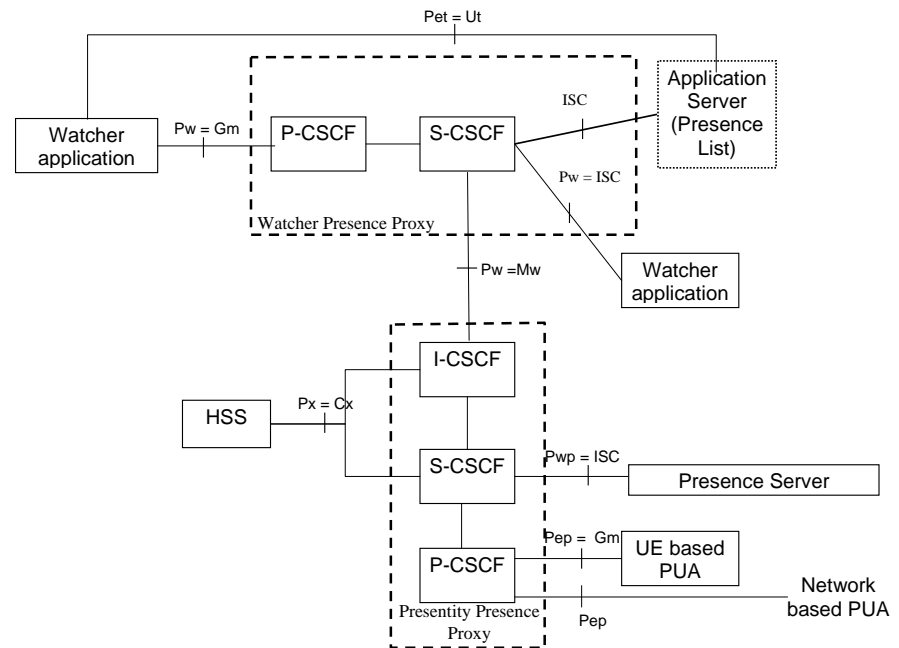 Pet = Ut
Application
Server
(Presence
List)
ISC
Watcher
application
Pw = Gm
P-CSCF
S-CSCF
Pw = ISC
Watcher Presence Proxy
Watcher
application
Pw =Mw
I-CSCF
HSS
Px = Cx
S-CSCF
Pwp = ISC
Presence Server
P-CSCF
Pep = Gm
UE based
PUA
Network
based PUA
Presentity Presence
Proxy
Pep